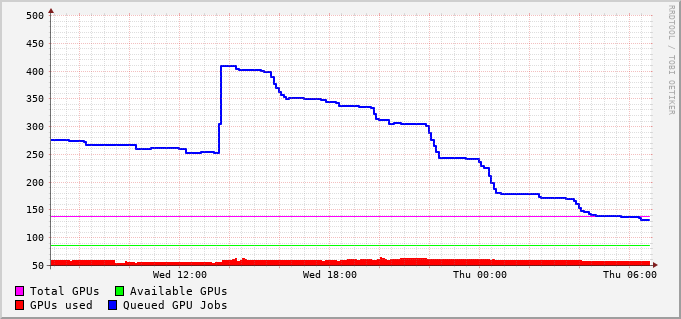 500
450
400
350
300
250
200
150
100
50
Wed 12:00 Wed 18:00 Thu 00:00 Thu 06:00
Total GPUs Available GPUs
GPUs used Queued GPU Jobs
RRDTOOL / TOBI OETIKER